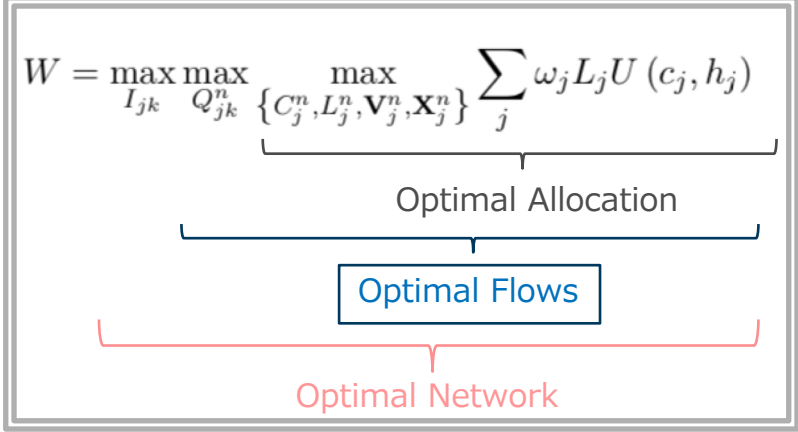 W = max_{I_{jk}} max_{Q^n_{jk}} max_{\{C^n_j, L^n_j, \mathbf{V}^n_j, \mathbf{X}^n_j\}} \sum_j ω_j L_j U (c_j, h_j)
Optimal Allocation
Optimal Flows
Optimal Network